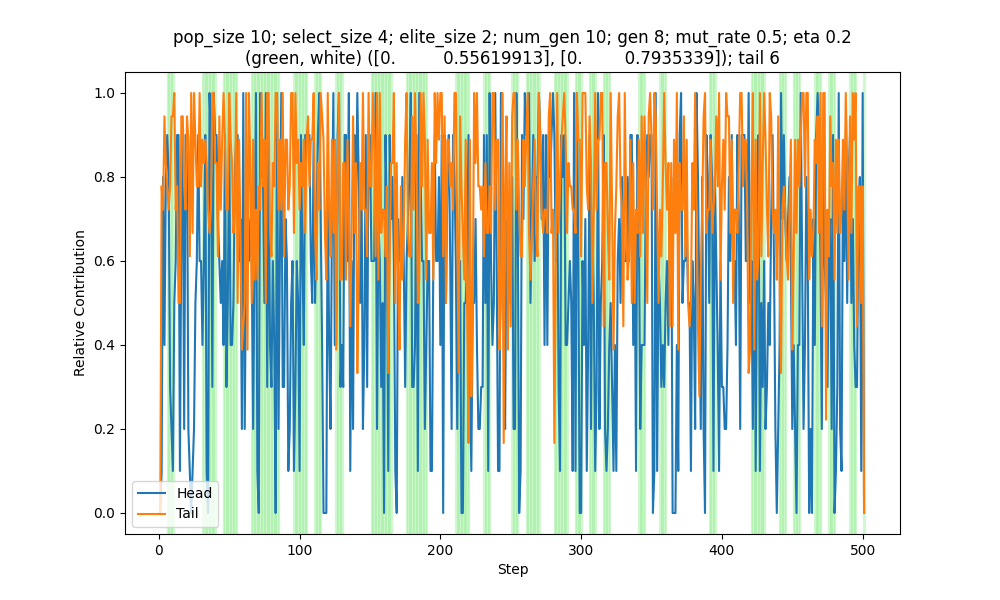 pop_size 10; select_size 4; elite_size 2; num_gen 10; gen 8; mut_rate 0.5; eta 0.2
(green, white) ([0. 0.55619913], [0. 0.7935339]); tail 6
Relative Contribution
1.0
0.8
0.6
0.4
0.2
0.0
Head
Tail
0 100 200 300 400 500
Step